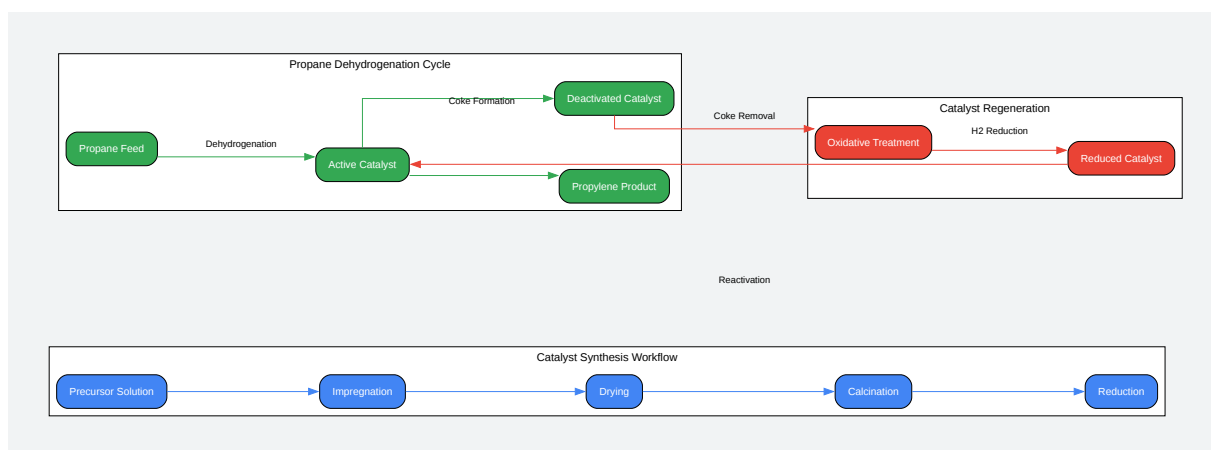 Propane Dehydrogenation Cycle
Propane Feed
Dehydrogenation
Active Catalyst
Coke Formation
Deactivated Catalyst
Propylene Product
Coke Removal
Catalyst Regeneration
Oxidative Treatment
H2 Reduction
Reduced Catalyst
Reactivation
Catalyst Synthesis Workflow
Precursor Solution
Impregnation
Drying
Calcination
Reduction